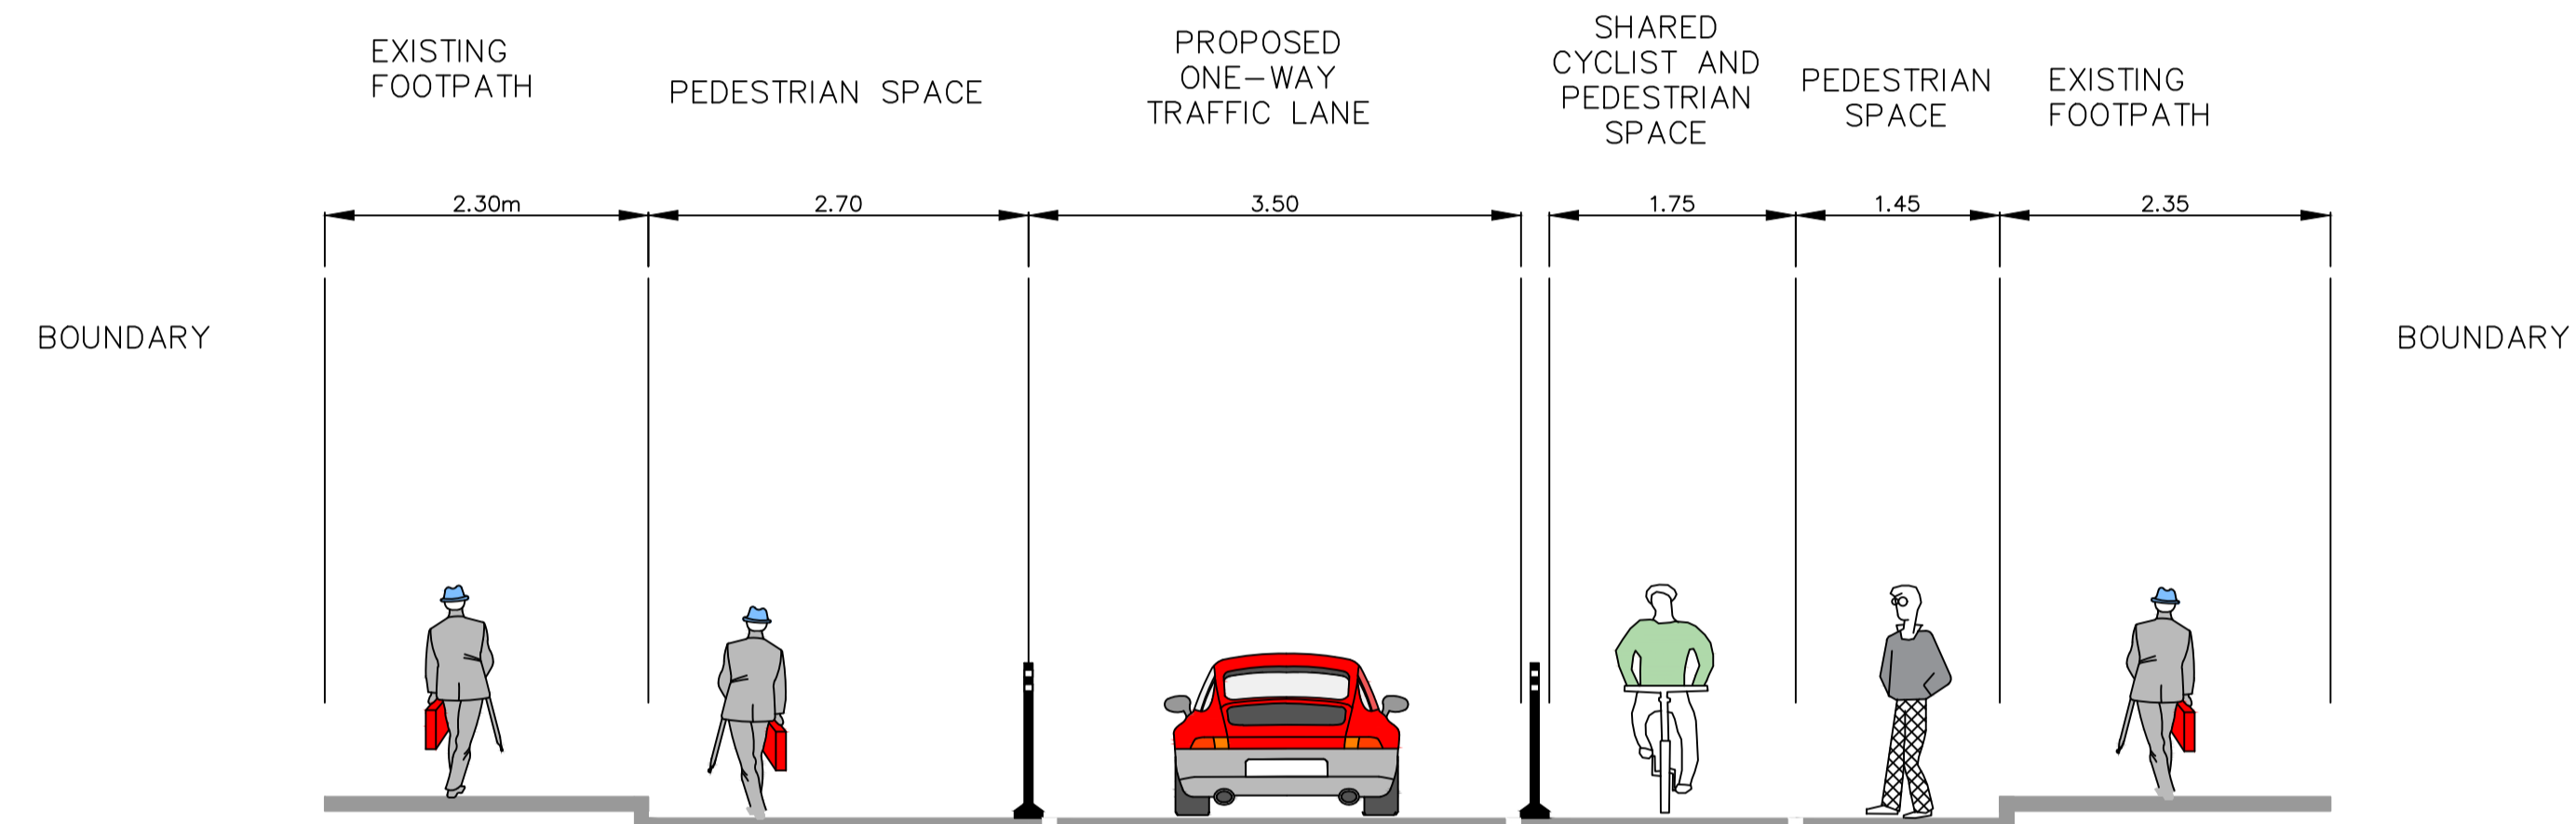 EXISTING
FOOTPATH
PEDESTRIAN SPACE
PROPOSED
ONE-WAY
TRAFFIC LANE
SHARED
CYCLIST AND
PEDESTRIAN
SPACE
PEDESTRIAN
SPACE
EXISTING
FOOTPATH
2.30m
2.70
3.50
1.75
1.45
2.35
BOUNDARY
BOUNDARY